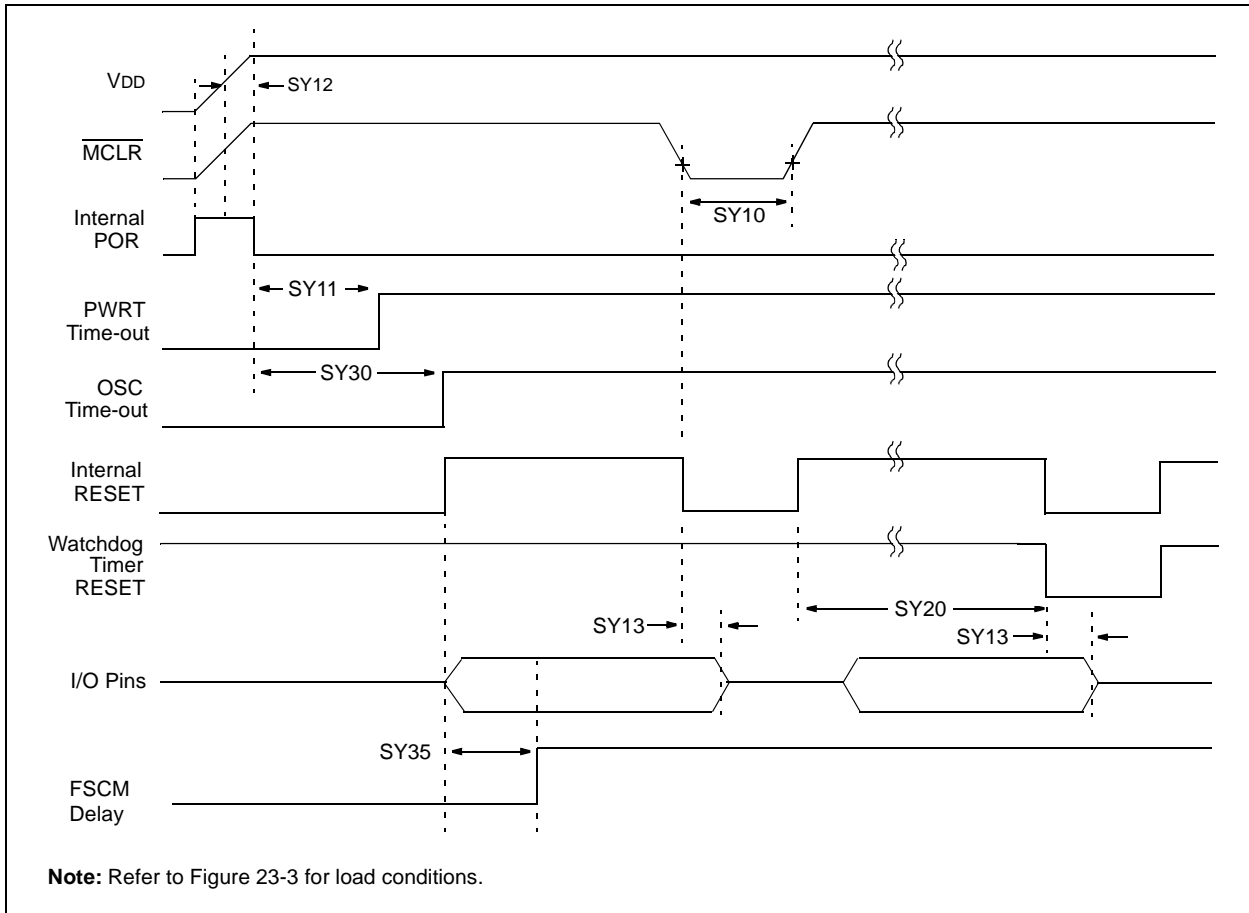 VDD
SY12
MCLR
SY10
Internal
POR
SY11
PWRT
Time-out
SY30
OSC
Time-out
Internal
RESET
Watchdog
Timer
RESET
SY20
SY13
SY13
I/O Pins
SY35
FSCM
Delay
Note: Refer to Figure 23-3 for load conditions.